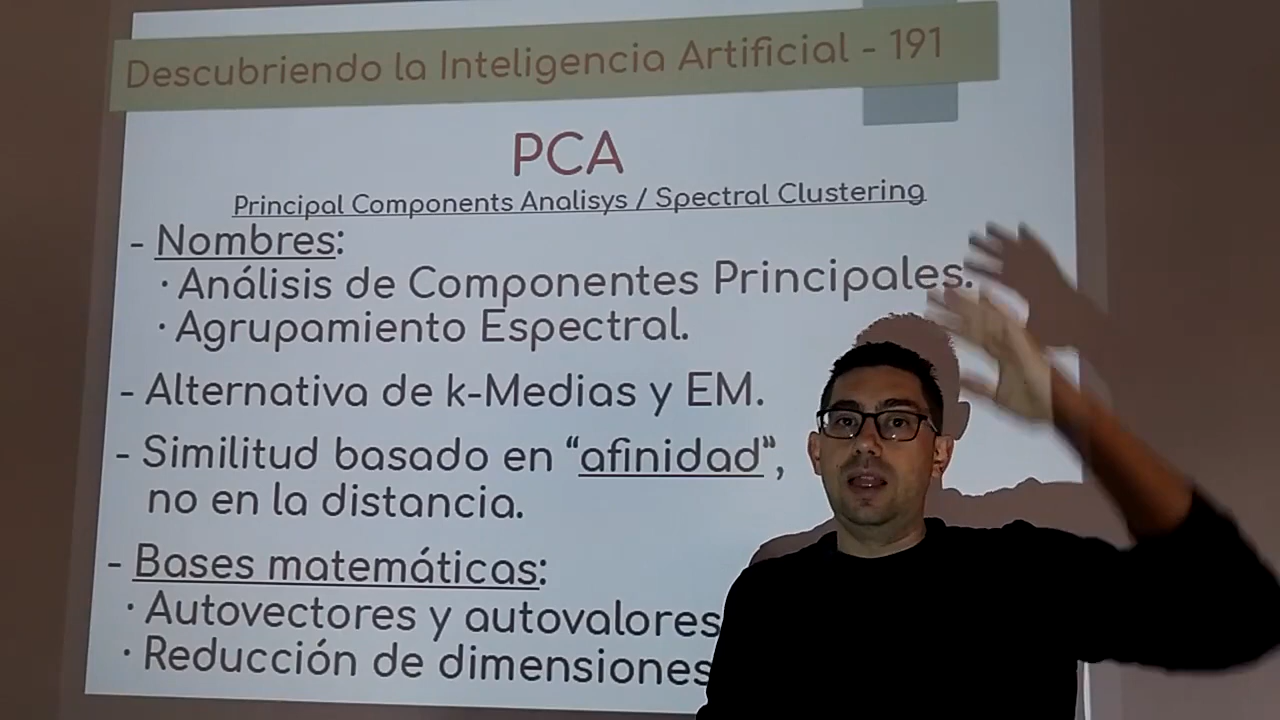 Descubriendo la Inteligencia Artificial - 191
PCA
Principal Components Analisys / Spectral Clustering
- Nombres:
· Análisis de Componentes Principales.
· Agrupamiento Espectral.
- Alternativa de k-Medias y EM.
- Similitud basado en “afinidad”,
no en la distancia.
- Bases matemáticas:
· Autovectores y autovalores
· Reducción de dimensiones